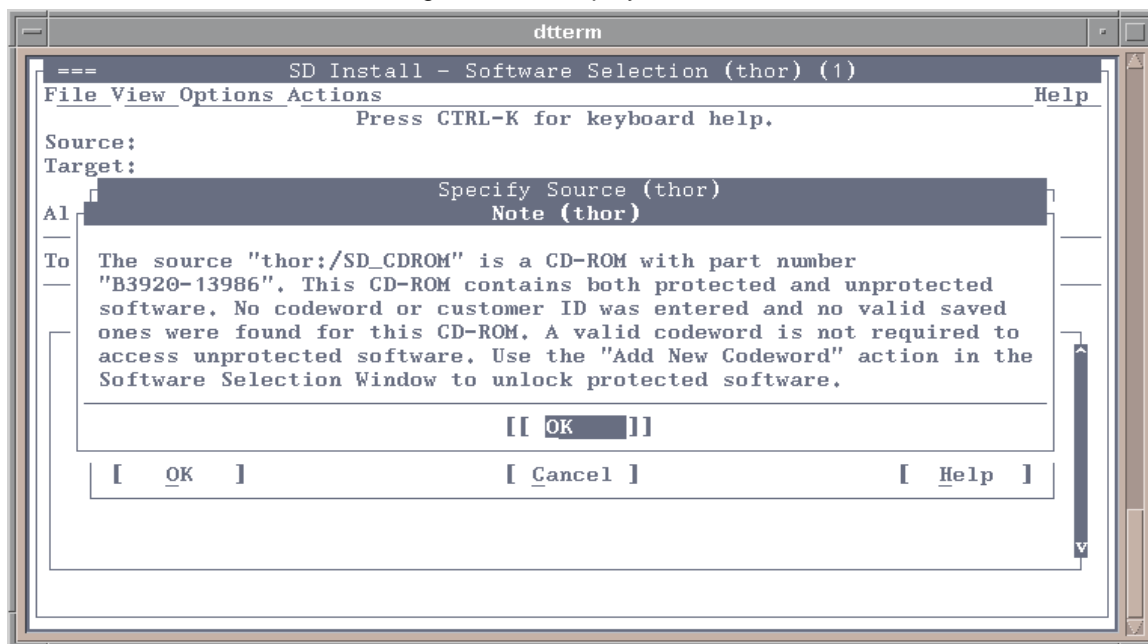 dtterm
=== SD Install - Software Selection (thor) (1)
File View Options Actions Help
Press CTRL-K for keyboard help.
Source:
Target:
Specify Source (thor)
Al
Note (thor)
To
The source "thor:/SD_CDROM" is a CD-ROM with part number
"B3920-13986". This CD-ROM contains both protected and unprotected
software. No codeword or customer ID was entered and no valid saved
ones were found for this CD-ROM. A valid codeword is not required to
access unprotected software. Use the "Add New Codeword" action in the
Software Selection Window to unlock protected software.
[[ OK ]]
[ OK ] [ Cancel ] [ Help ]